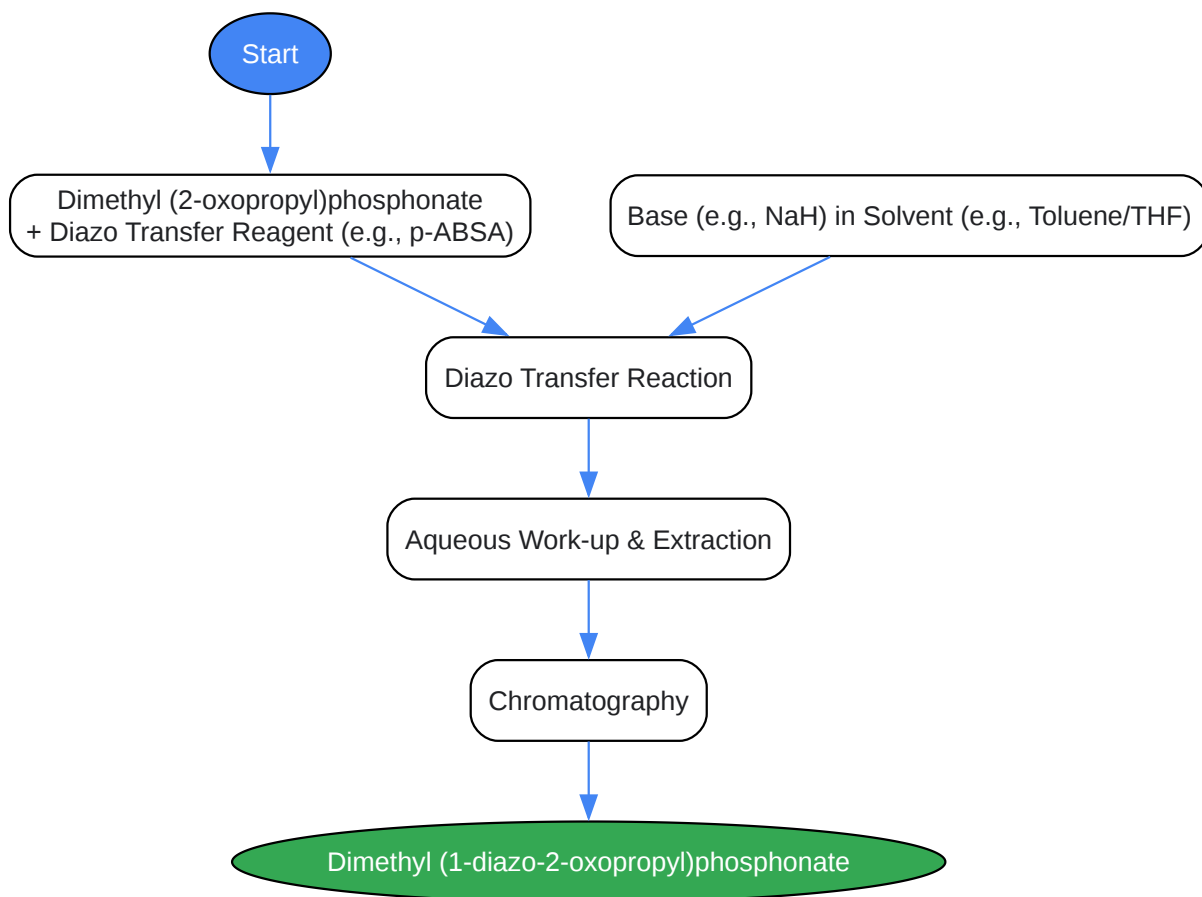 Start
Dimethyl (2-oxopropyl)phosphonate
+ Diazo Transfer Reagent (e.g., p-ABSA)
Base (e.g., NaH) in Solvent (e.g., Toluene/THF)
Diazo Transfer Reaction
Aqueous Work-up & Extraction
Chromatography
Dimethyl (1-diazo-2-oxopropyl)phosphonate